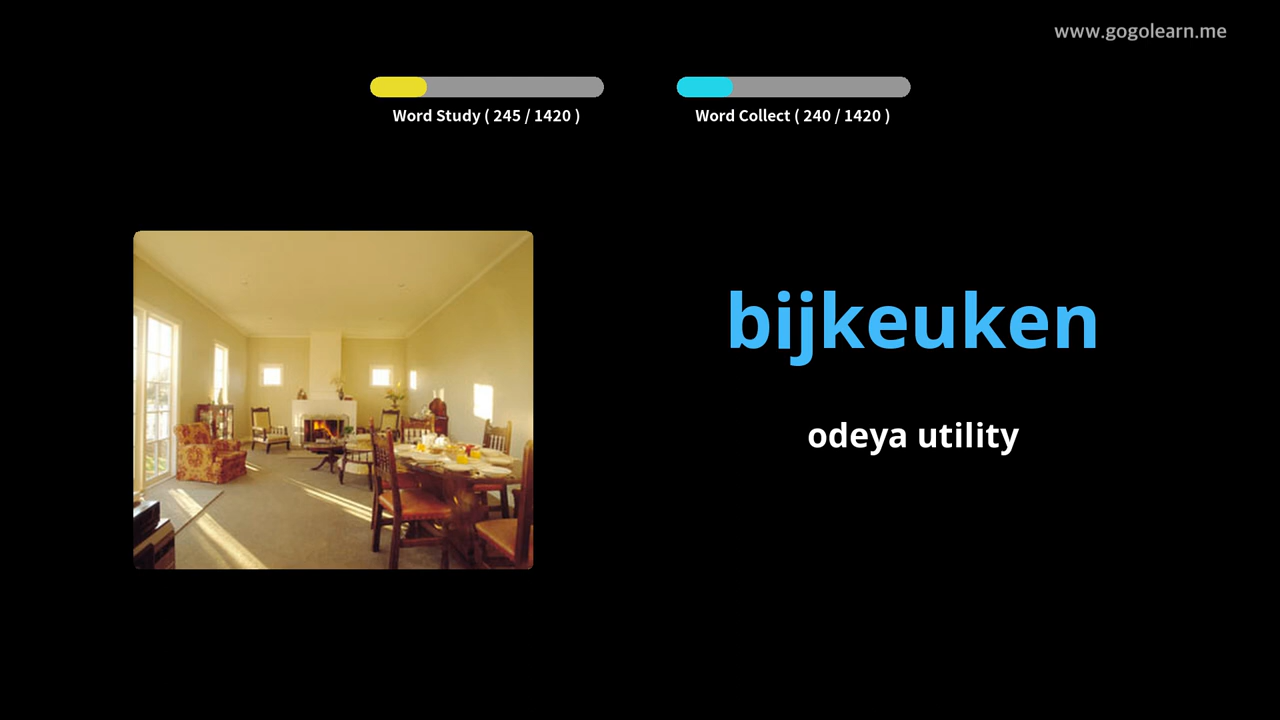 www.gogolearn.me
Word Study ( 245 / 1420 )
Word Collect ( 240 / 1420 )
bijkeuken
odeya utility